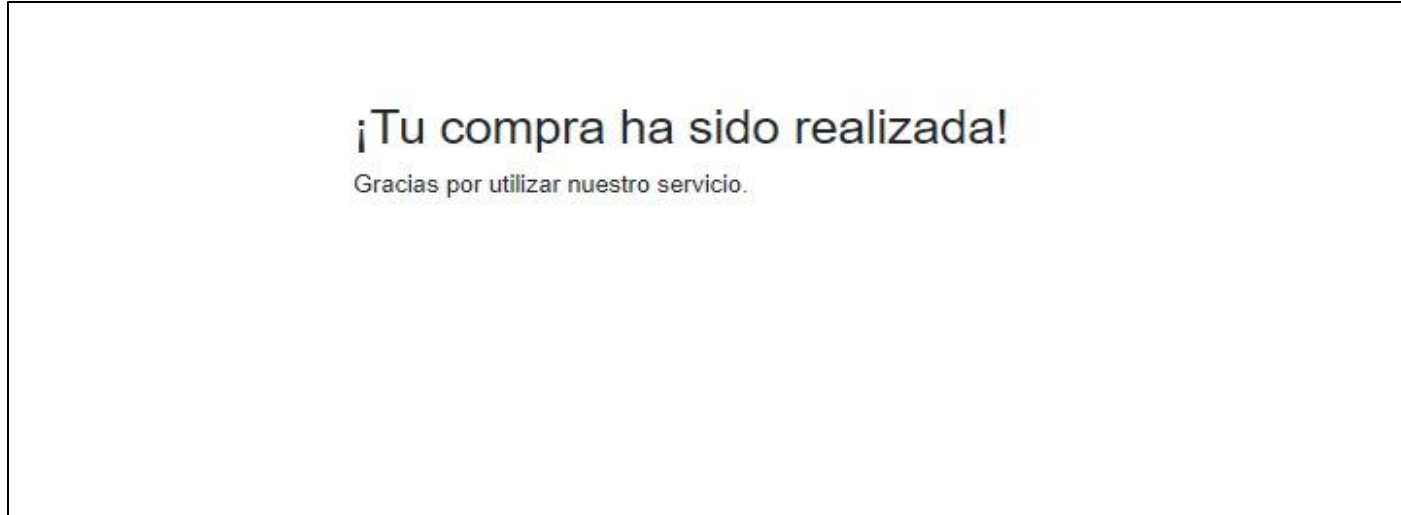 ¡Tu compra ha sido realizada!
Gracias por utilizar nuestro servicio.